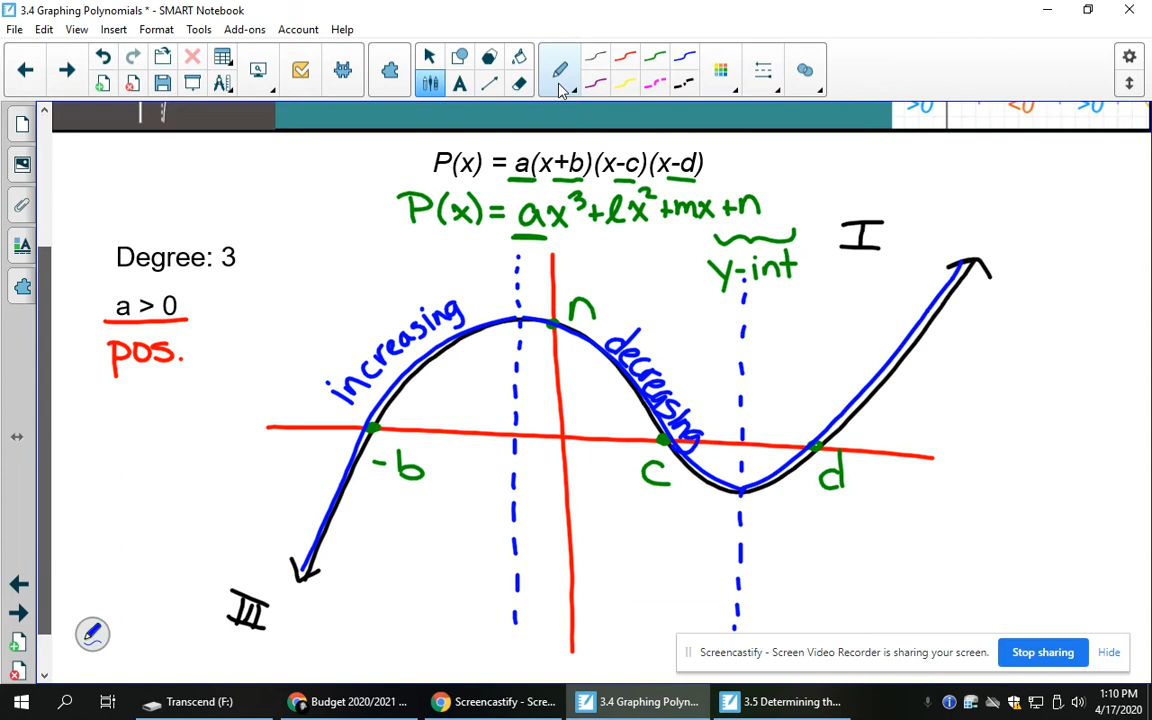 3.4 Graphing Polynomials * - SMART Notebook
File Edit View Insert Format Tools Add-ons Account Help
>0 <0 >0
P(x) = a(x+b)(x-c)(x-d)
P(x) = ax³+lx²+mx+n
y-int
I
Degree: 3
a > 0
pos.
increasing
n
decreasing
-b
c
d
III
Screencastify - Screen Video Recorder is sharing your screen. Stop sharing Hide
Transcend (F:) Budget 2020/2021 ... Screencastify - Scre... 3.4 Graphing Polyn... 3.5 Determining th...
1:10 PM
4/17/2020